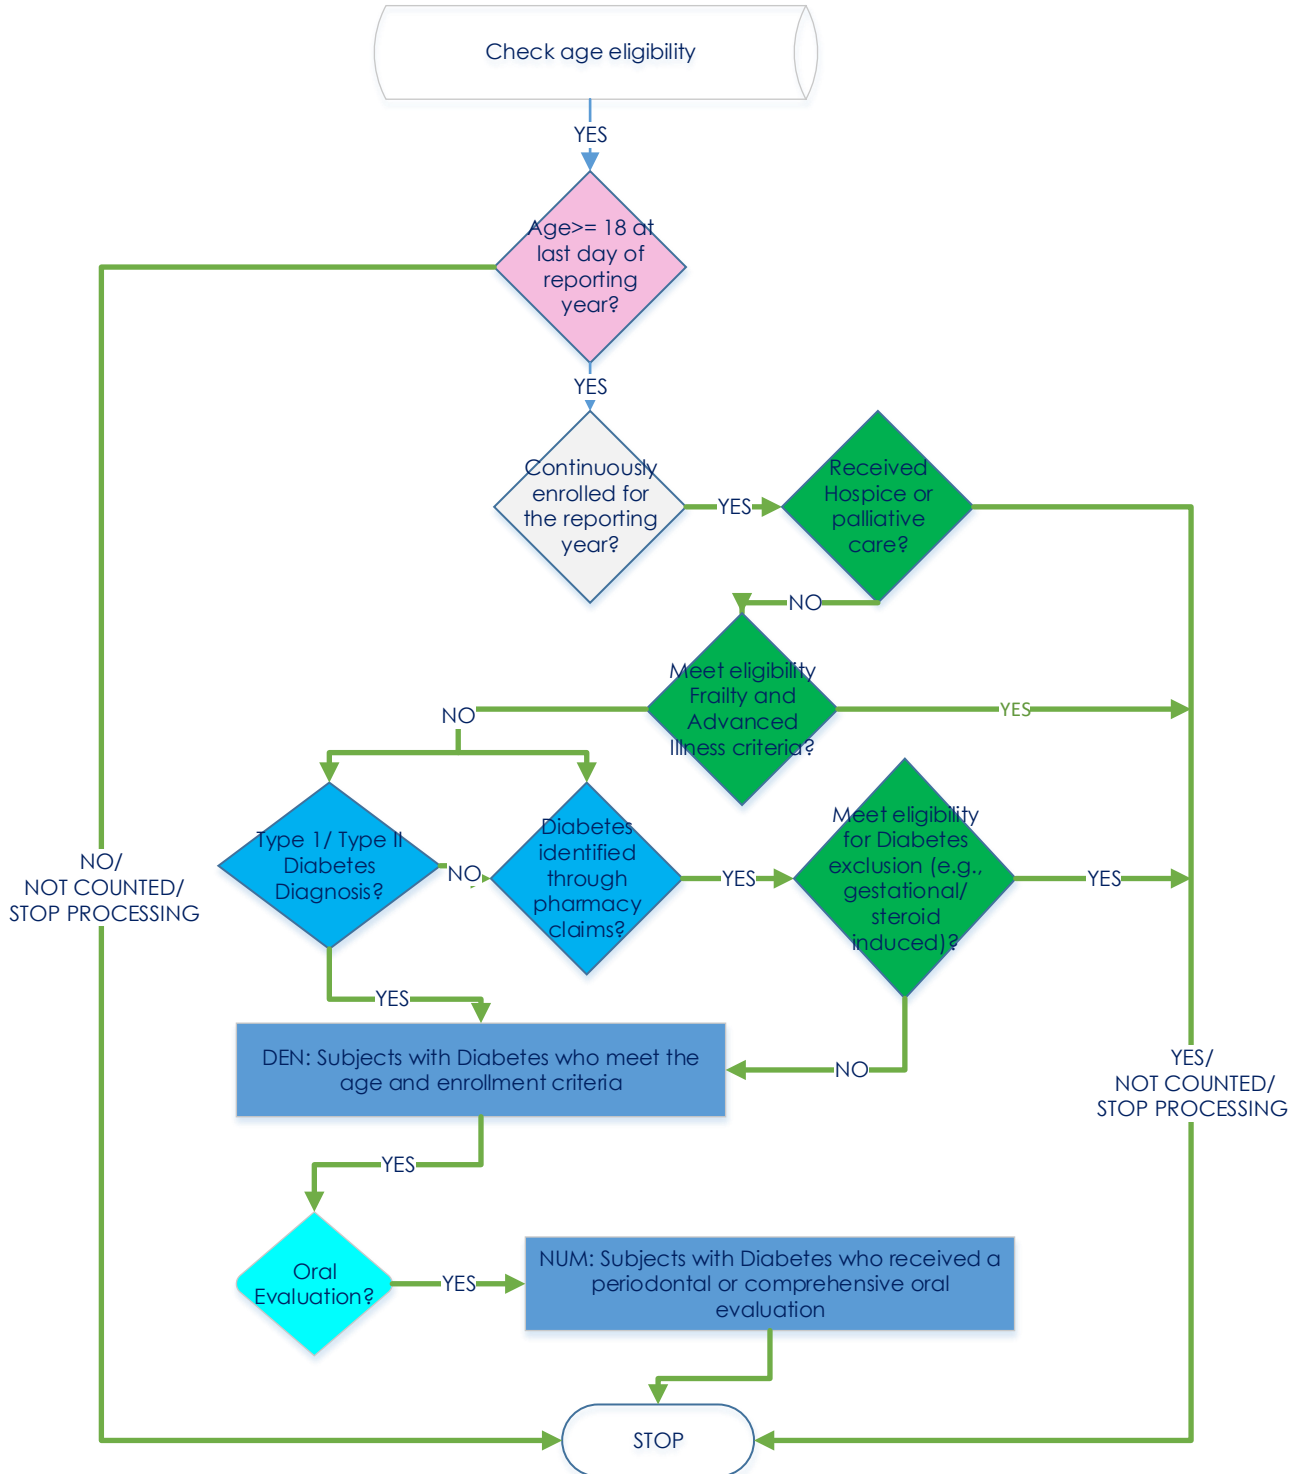 Check age eligibility
YES
Age>= 18 at
last day of
reporting
year?
YES
Continuously
enrolled for
the reporting
year?
YES
Received
Hospice or
palliative
care?
NO
Meet eligibility
Frailty and
Advanced
Illness criteria?
YES
NO
Type 1/ Type II
Diabetes
Diagnosis?
NO
Diabetes
identified
through
pharmacy
claims?
YES
Meet eligibility
for Diabetes
exclusion (e.g.,
gestational/
steroid
induced)?
YES
NO/
NOT COUNTED/
STOP PROCESSING
YES
DEN: Subjects with Diabetes who meet the
age and enrollment criteria
NO
YES/
NOT COUNTED/
STOP PROCESSING
YES
Oral
Evaluation?
YES
NUM: Subjects with Diabetes who received a
periodontal or comprehensive oral
evaluation
STOP